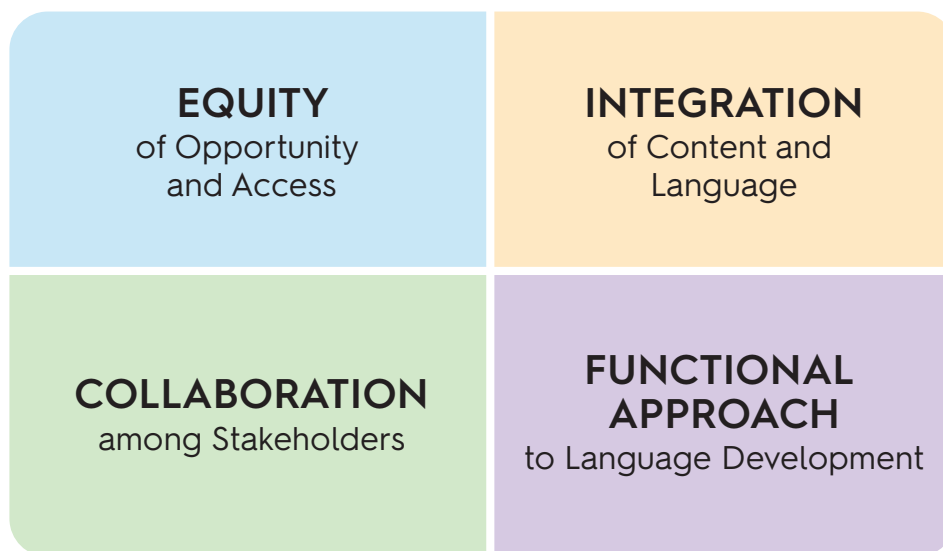 EQUITY
of Opportunity
and Access
INTEGRATION
of Content and
Language
COLLABORATION
among Stakeholders
FUNCTIONAL
APPROACH
to Language Development